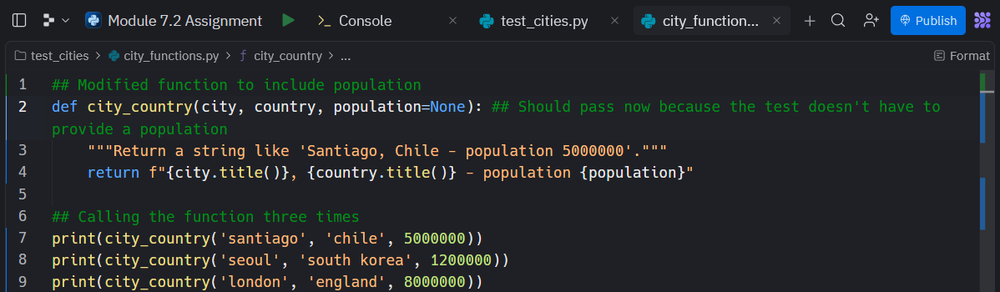 Module 7.2 Assignment Console test_cities.py city_function... Publish
test_cities city_functions.py city_country ... Format
1 ## Modified function to include population
2 def city_country(city, country, population=None): ## Should pass now because the test doesn't have to
provide a population
3 """Return a string like 'Santiago, Chile - population 5000000'."""
4 return f"{city.title()}, {country.title()} - population {population}"
5
6 ## Calling the function three times
7 print(city_country('santiago', 'chile', 5000000))
8 print(city_country('seoul', 'south korea', 1200000))
9 print(city_country('london', 'england', 8000000))